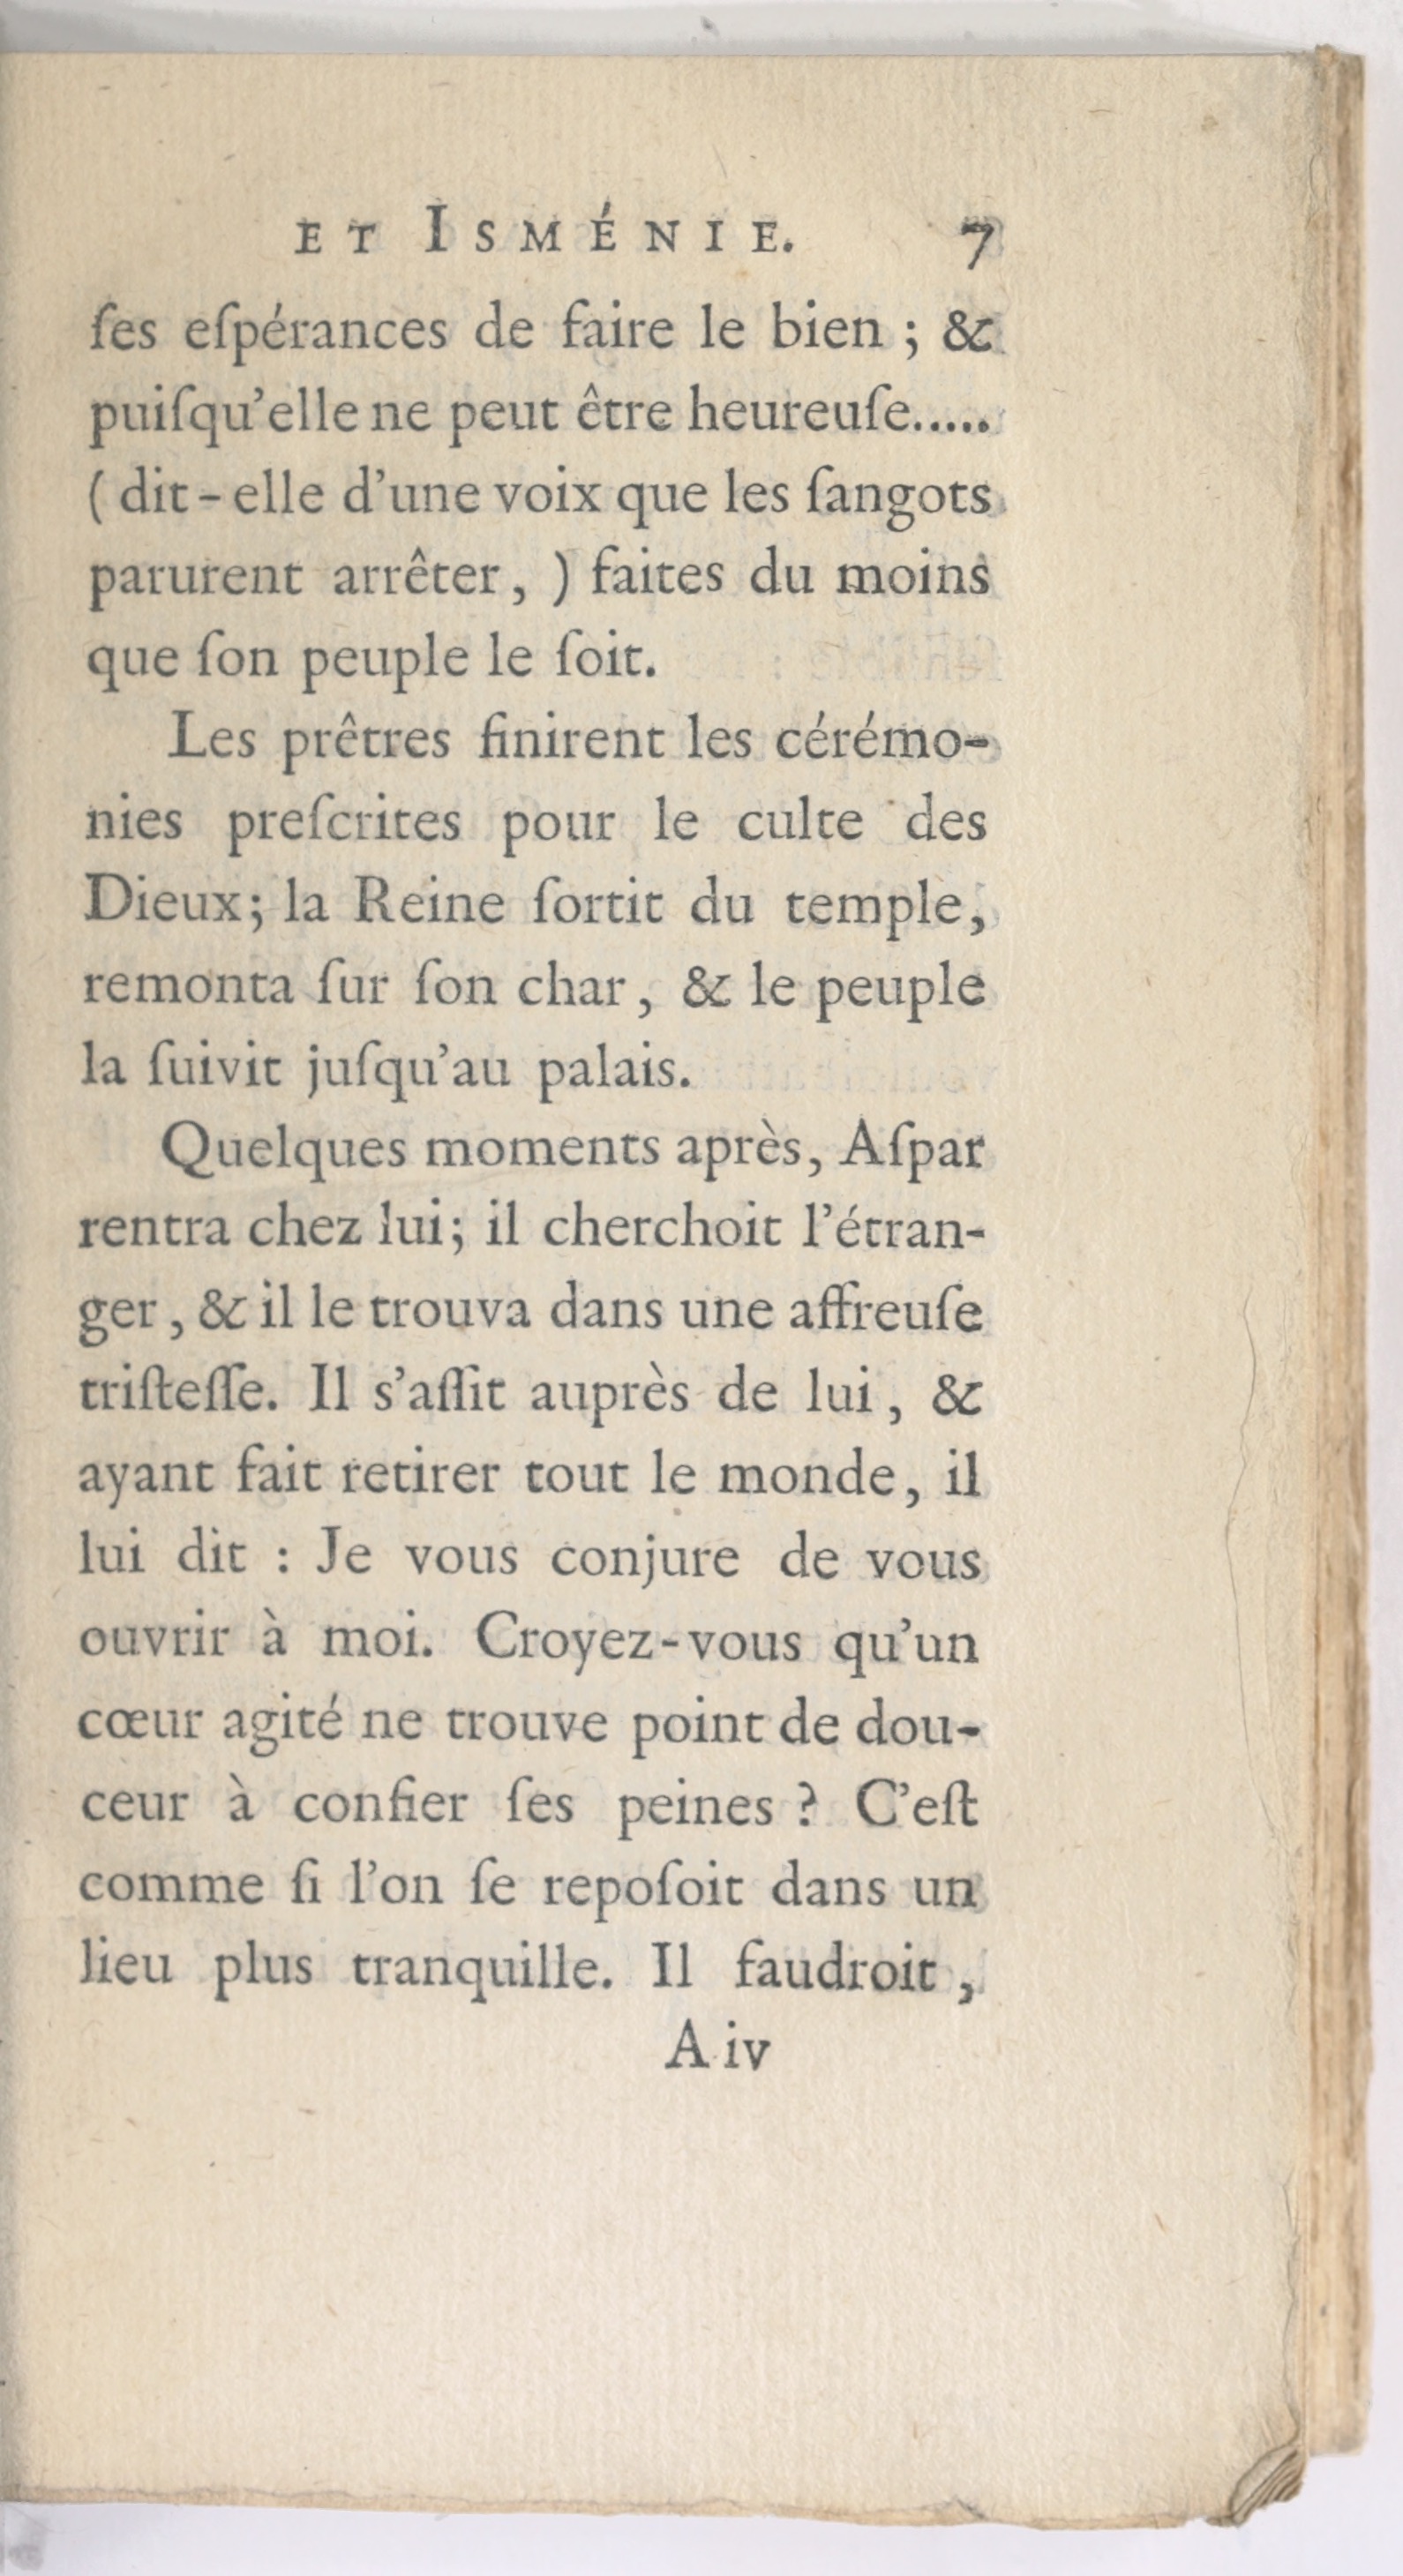 ET ISMÉNIE. 7
ſes eſpérances de faire le bien ; &
puiſqu’elle ne peut être heureuſe.....
( dit-elle d’une voix que les ſangots
parurent arrêter, ) faites du moins
que ſon peuple le ſoit.
Les prêtres finirent les cérémo-
nies preſcrites pour le culte des
Dieux; la Reine ſortit du temple,
remonta ſur ſon char, & le peuple
la ſuivit juſqu’au palais.
Quelques moments après, Aſpar
rentra chez lui; il cherchoit l’étran-
ger, & il le trouva dans une affreuſe
triſteſſe. Il s’aſſit auprès de lui, &
ayant fait retirer tout le monde, il
lui dit : Je vous conjure de vous
ouvrir à moi. Croyez-vous qu’un
cœur agité ne trouve point de dou-
ceur à confier ſes peines ? C’eſt
comme ſi l’on ſe repoſoit dans un
lieu plus tranquille. Il faudroit,
A iv